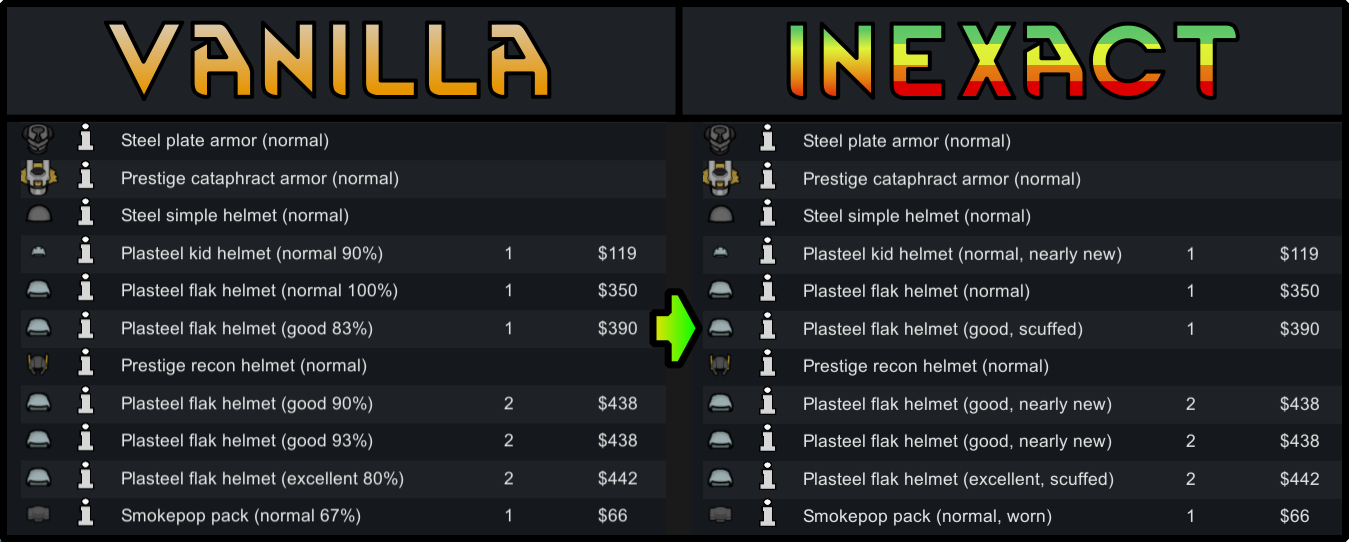 VANILLA
Steel plate armor (normal)
Prestige cataphract armor (normal)
Steel simple helmet (normal)
Plasteel kid helmet (normal 90%) 1 $119
Plasteel flak helmet (normal 100%) 1 $350
Plasteel flak helmet (good 83%) 1 $390
Prestige recon helmet (normal)
Plasteel flak helmet (good 90%) 2 $438
Plasteel flak helmet (good 93%) 2 $438
Plasteel flak helmet (excellent 80%) 2 $442
Smokepop pack (normal 67%) 1 $66
INEXACT
Steel plate armor (normal)
Prestige cataphract armor (normal)
Steel simple helmet (normal)
Plasteel kid helmet (normal, nearly new) 1 $119
Plasteel flak helmet (normal) 1 $350
Plasteel flak helmet (good, scuffed) 1 $390
Prestige recon helmet (normal)
Plasteel flak helmet (good, nearly new) 2 $438
Plasteel flak helmet (good, nearly new) 2 $438
Plasteel flak helmet (excellent, scuffed) 2 $442
Smokepop pack (normal, worn) 1 $66